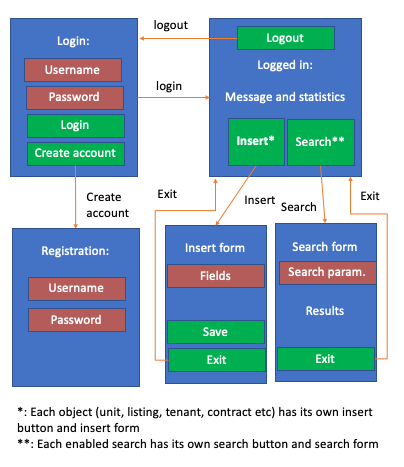 Login:
Username
Password
Login
Create account
logout
login
Logout
Logged in:
Message and statistics
Insert*
Search**
Create
account
Exit
Insert
Search
Exit
Registration:
Username
Password
Insert form
Fields
Save
Exit
Search form
Search param.
Results
Exit
*: Each object (unit, listing, tenant, contract etc) has its own insert
button and insert form
**: Each enabled search has its own search button and search form